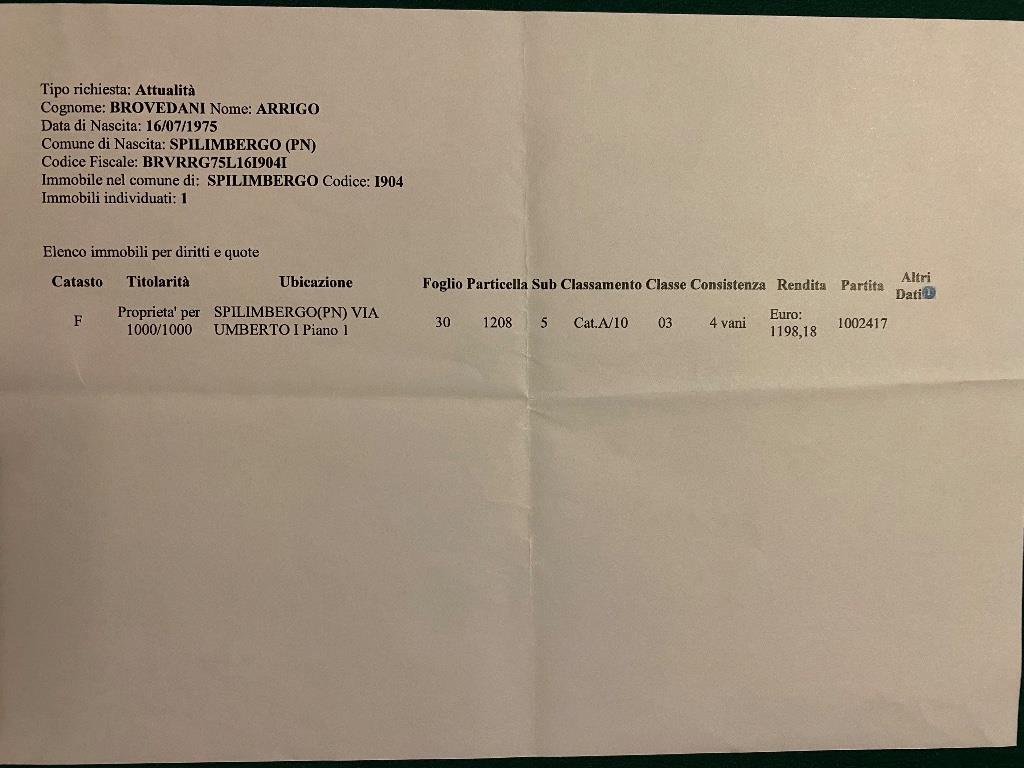 Tipo richiesta: Attualità
Cognome: BROVEDANI Nome: ARRIGO
Data di Nascita: 16/07/1975
Comune di Nascita: SPILIMBERGO (PN)
Codice Fiscale: BRVRRG75L16I904I
Immobile nel comune di: SPILIMBERGO Codice: I904
Immobili individuati: 1
Elenco immobili per diritti e quote
Catasto Titolarità Ubicazione Foglio Particella Sub Classamento Classe Consistenza Rendita Partita Altri Dati
F Proprieta' per 1000/1000 SPILIMBERGO(PN) VIA UMBERTO I Piano 1 30 1208 5 Cat.A/10 03 4 vani Euro: 1198,18 1002417